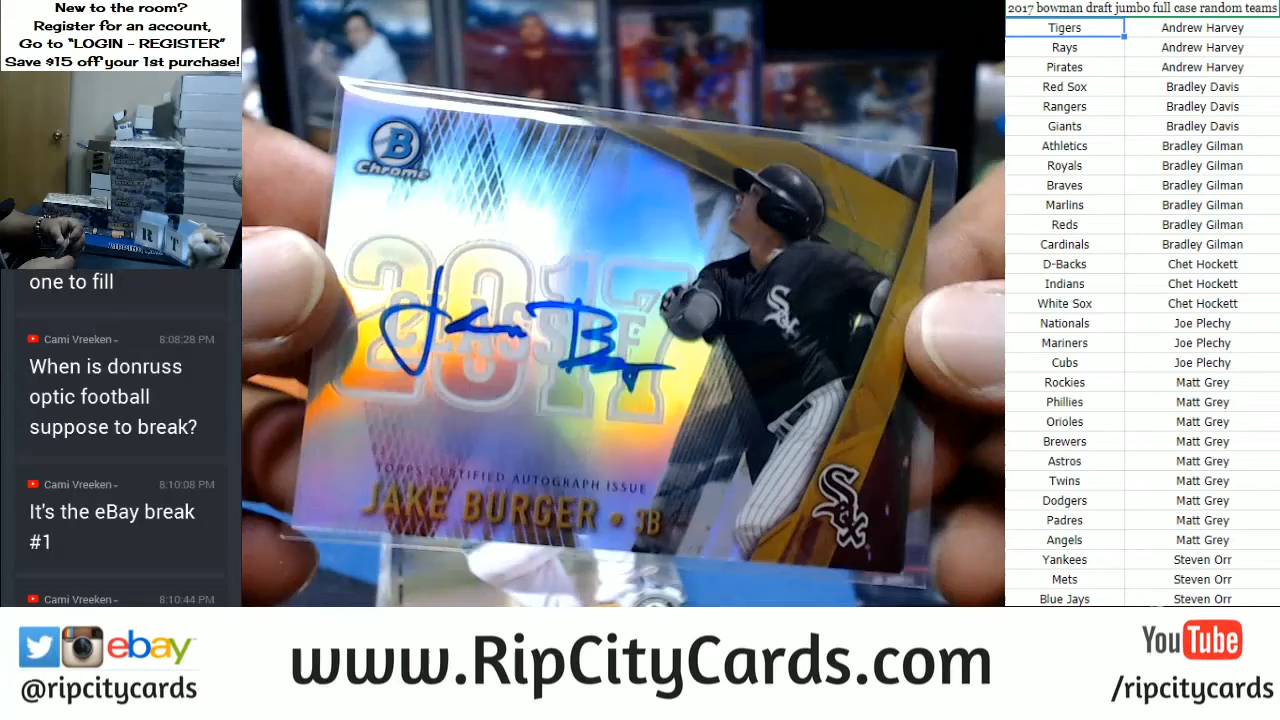 New to the room?
Register for an account,
Go to "LOGIN - REGISTER"
Save $15 off your 1st purchase!
R T
one to fill
Cami Vreeken~ 8:08:28 PM
When is donruss
optic football
suppose to break?
Cami Vreeken~ 8:10:08 PM
It's the eBay break
#1
Cami Vreeken~ 8:10:44 PM
B
Chrome
2017
Sox
TOPPS CERTIFIED AUTOGRAPH ISSUE
JAKE BURGER • 3B
Sox
2017 bowman draft jumbo full case random teams
Tigers Andrew Harvey
Rays Andrew Harvey
Pirates Andrew Harvey
Red Sox Bradley Davis
Rangers Bradley Davis
Giants Bradley Davis
Athletics Bradley Gilman
Royals Bradley Gilman
Braves Bradley Gilman
Marlins Bradley Gilman
Reds Bradley Gilman
Cardinals Bradley Gilman
D-Backs Chet Hockett
Indians Chet Hockett
White Sox Chet Hockett
Nationals Joe Plechy
Mariners Joe Plechy
Cubs Joe Plechy
Rockies Matt Grey
Phillies Matt Grey
Orioles Matt Grey
Brewers Matt Grey
Astros Matt Grey
Twins Matt Grey
Dodgers Matt Grey
Padres Matt Grey
Angels Matt Grey
Yankees Steven Orr
Mets Steven Orr
Blue Jays Steven Orr
ebay
@ripcitycards
www.RipCityCards.com
You Tube
/ripcitycards